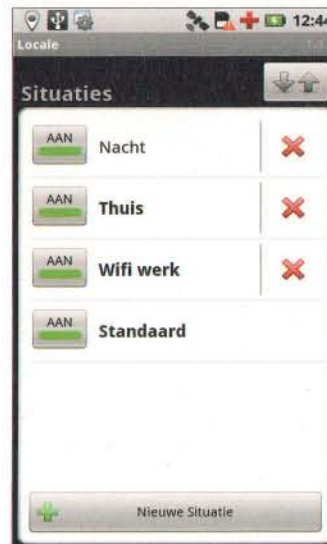 12:44
Locale
Situaties
AAN
Nacht
AAN
Thuis
AAN
Wifi werk
AAN
Standaard
Nieuwe Situatie